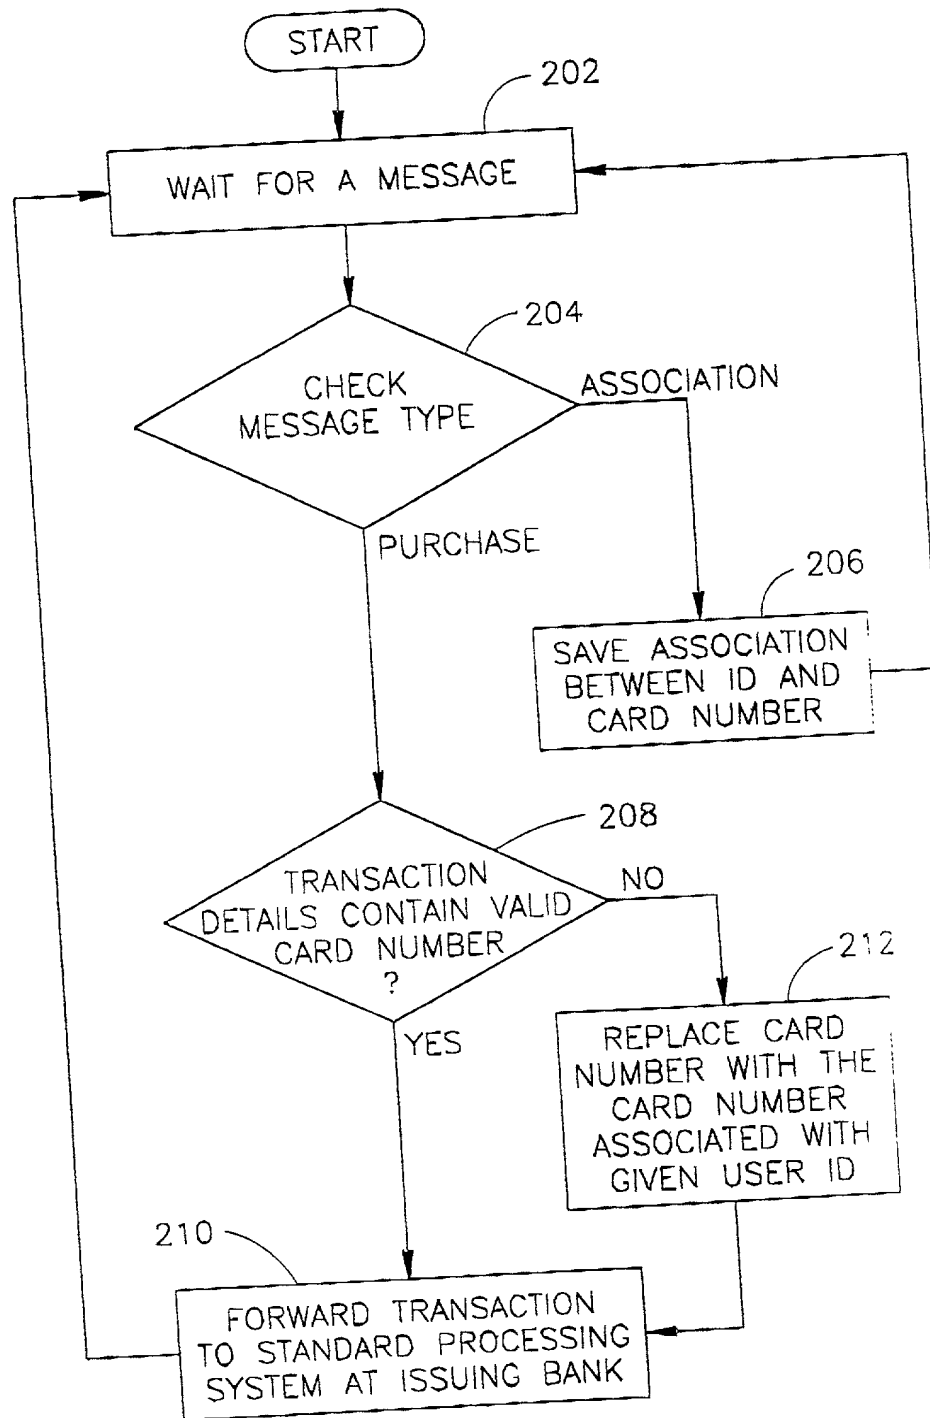 START
202
WAIT FOR A MESSAGE
204
CHECK
MESSAGE TYPE
ASSOCIATION
PURCHASE
206
SAVE ASSOCIATION
BETWEEN ID AND
CARD NUMBER
208
TRANSACTION
DETAILS CONTAIN VALID
CARD NUMBER
?
NO
YES
212
REPLACE CARD
NUMBER WITH THE
CARD NUMBER
ASSOCIATED WITH
GIVEN USER ID
210
FORWARD TRANSACTION
TO STANDARD PROCESSING
SYSTEM AT ISSUING BANK